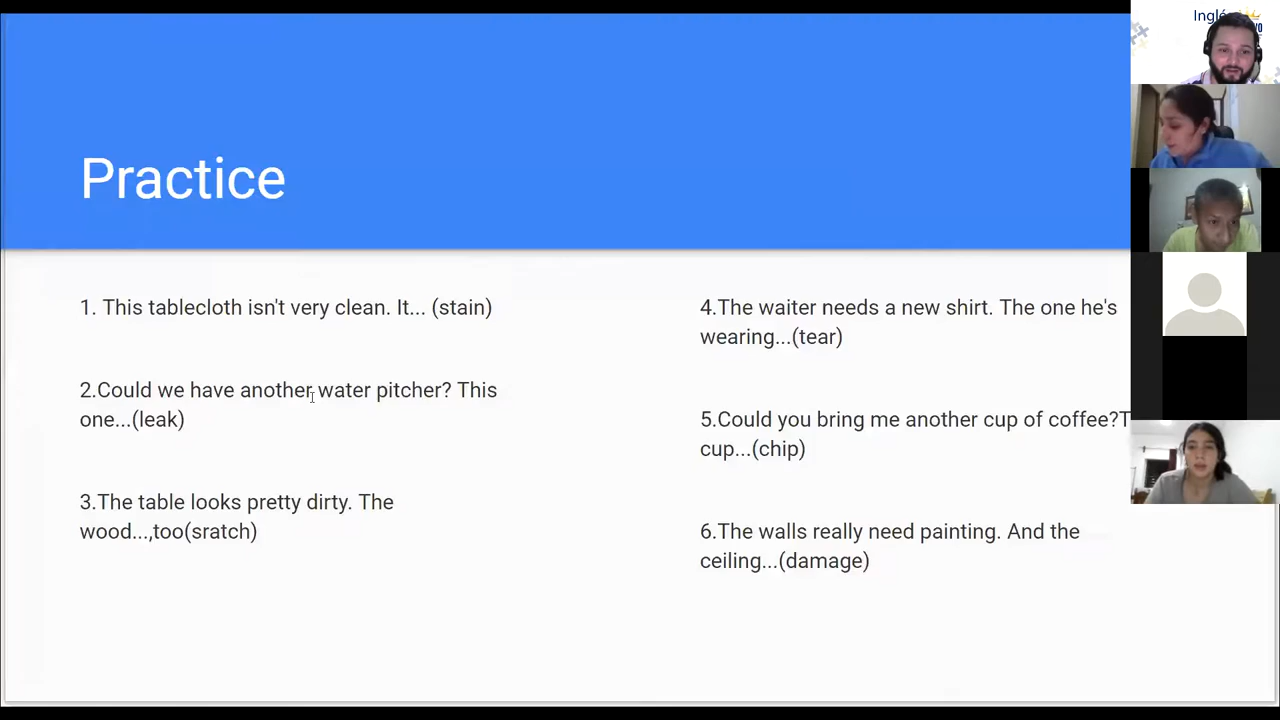 Practice
1. This tablecloth isn't very clean. It... (stain)
2.Could we have another water pitcher? This
one...(leak)
3.The table looks pretty dirty. The
wood...,too(sratch)
4.The waiter needs a new shirt. The one he's
wearing...(tear)
5.Could you bring me another cup of coffee?T
cup...(chip)
6.The walls really need painting. And the
ceiling...(damage)